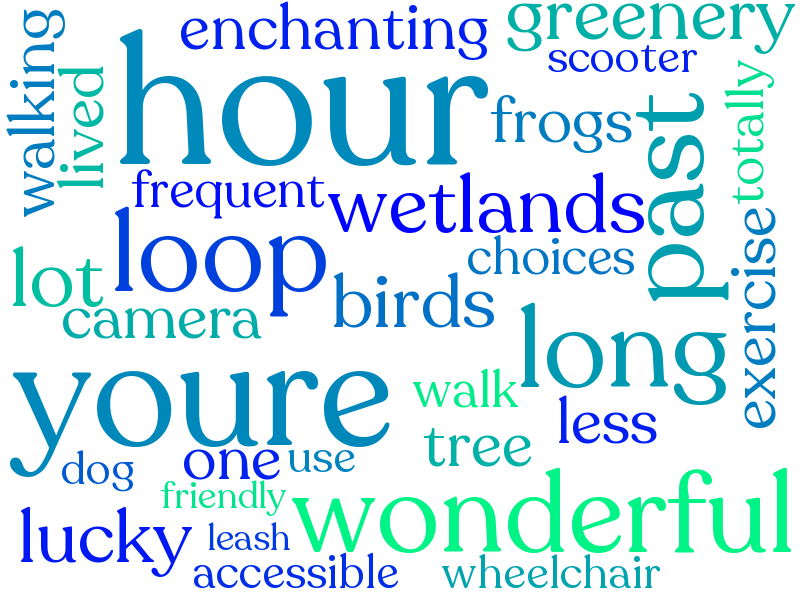 walking
lived
enchanting
greenery
scooter
hour
frogs
past
totally
frequent
wetlands
loop
choices
exercise
lot
camera
birds
long
youre
walk
less
tree
dog
one
use
friendly
wonderful
lucky
leash
accessible
wheelchair